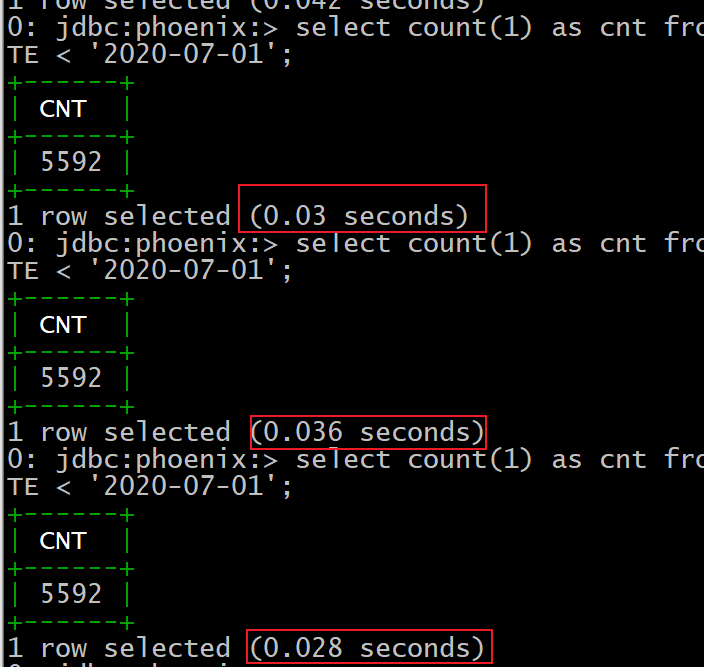 1 row selected (0.042 seconds)
0: jdbc:phoenix:> select count(1) as cnt fro
TE < '2020-07-01';
+-------+
| CNT |
+-------+
| 5592 |
+-------+
1 row selected (0.03 seconds)
0: jdbc:phoenix:> select count(1) as cnt fro
TE < '2020-07-01';
+-------+
| CNT |
+-------+
| 5592 |
+-------+
1 row selected (0.036 seconds)
0: jdbc:phoenix:> select count(1) as cnt fro
TE < '2020-07-01';
+-------+
| CNT |
+-------+
| 5592 |
+-------+
1 row selected (0.028 seconds)